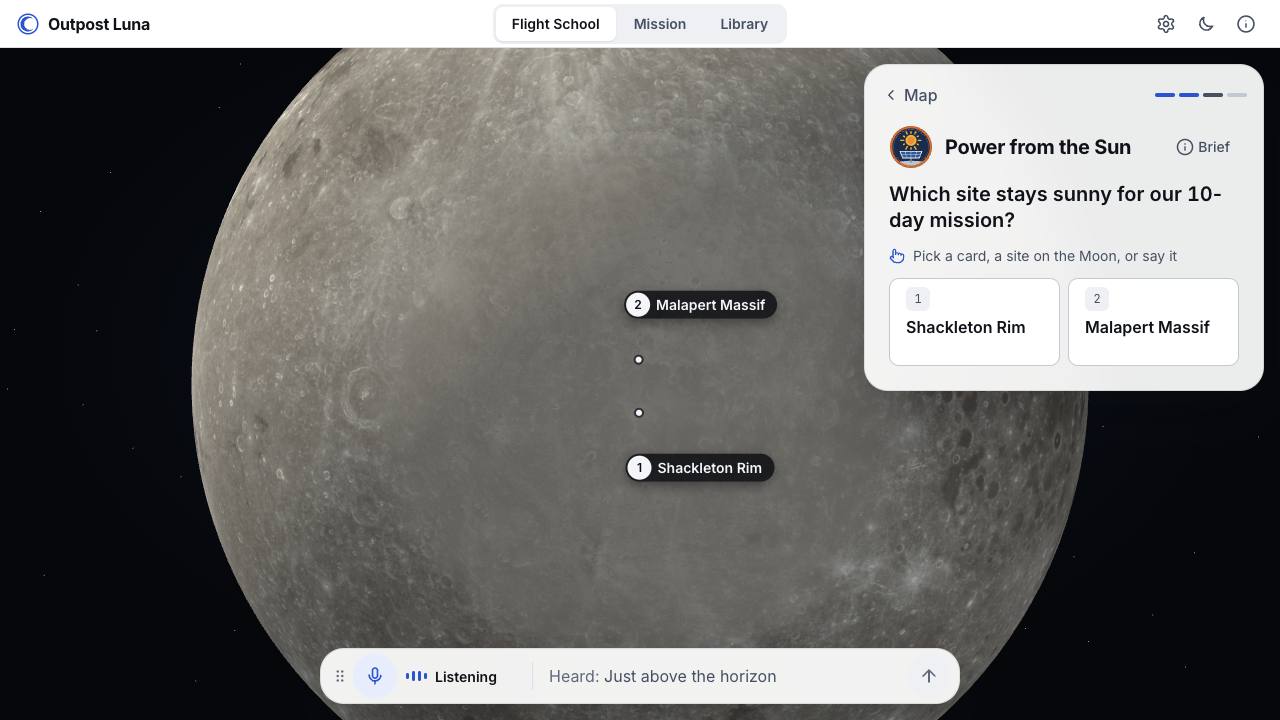 Outpost Luna
Flight School
Mission
Library
Map
Power from the Sun
Brief
Which site stays sunny for our 10-
day mission?
Pick a card, a site on the Moon, or say it
1
Shackleton Rim
2
Malapert Massif
2 Malapert Massif
1 Shackleton Rim
Listening
Heard: Just above the horizon